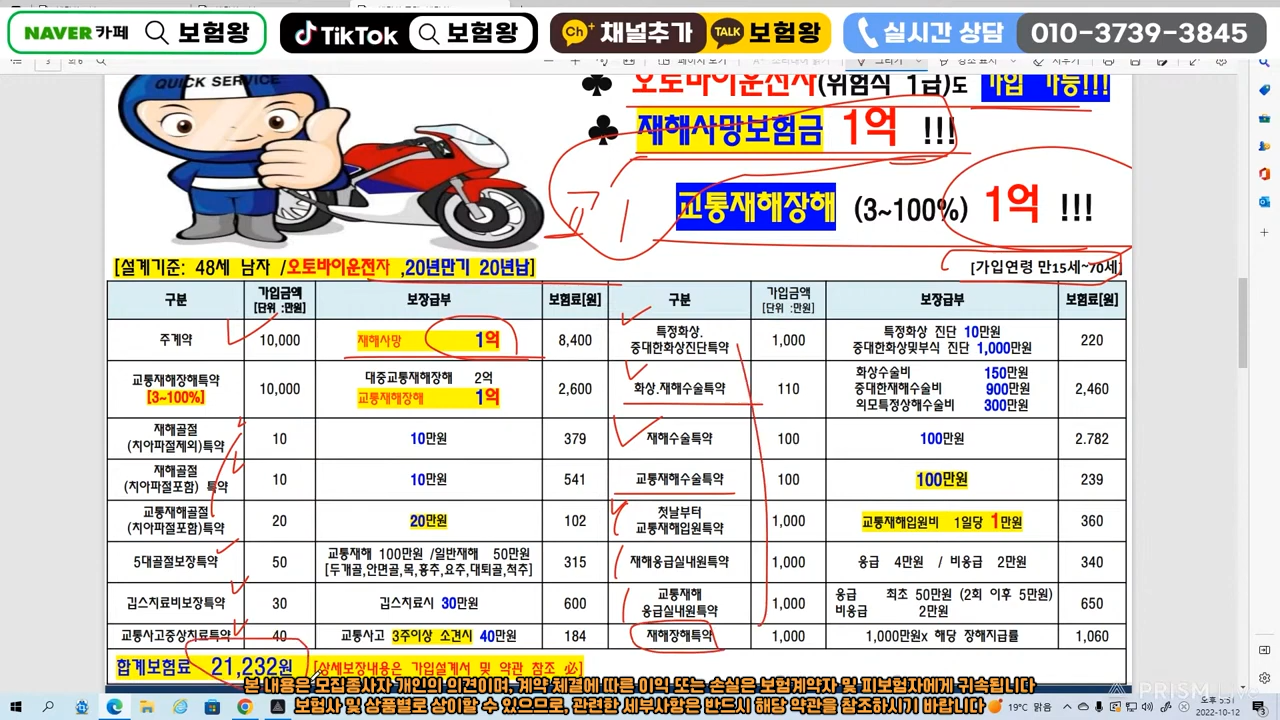 NAVER 카페 보험왕
TikTok 보험왕
Ch+ 채널추가 TALK 보험왕
실시간 상담 010-3739-3845
QUICK SERVICE
♣ 오토바이운전자(위험직 1급)도 가입 가능!!!
♣ 재해사망보험금 1억 !!!
교통재해장해 (3~100%) 1억 !!!
[설계기준: 48세 남자 /오토바이운전자 ,20년만기 20년납]
[가입연령 만15세~70세]
구분 가입금액 [단위 :만원] 보장급부 보험료[원] 구분 가입금액 [단위 :만원] 보장급부 보험료[원]
주계약 10,000 재해사망 1억 8,400
특정화상. 중대한화상진단특약 1,000 특정화상 진단 10만원
중대한화상및부식 진단 1,000만원 220
교통재해장해특약 [3~100%] 10,000 대중교통재해장해 2억
교통재해장해 1억 2,600
화상.재해수술특약 110 화상수술비 150만원
중대한재해수술비 900만원
외모특정상해수술비 300만원 2,460
재해골절 (치아파절제외)특약 10 10만원 379
재해수술특약 100 100만원 2.782
재해골절 (치아파절포함) 특약 10 10만원 541
교통재해수술특약 100 100만원 239
교통재해골절 (치아파절포함)특약 20 20만원 102
첫날부터 교통재해입원특약 1,000 교통재해입원비 1일당 1만원 360
5대골절보장특약 50 교통재해 100만원 /일반재해 50만원
[두개골,안면골,목,흉주,요주,대퇴골,척주] 315
재해응급실내원특약 1,000 응급 4만원 / 비응급 2만원 340
깁스치료비보장특약 30 깁스치료시 30만원 600
교통재해 응급실내원특약 1,000 응급 최초 50만원 (2회 이후 5만원)
비응급 2만원 650
교통사고중상치료특약 40 교통사고 3주이상 소견시 40만원 184
재해장해특약 1,000 1,000만원x 해당 장해지급률 1,060
합계보험료 21,232원 [상세보장내용은 가입설계서 및 약관 참조 必]
본 내용은 모집종사자 개인의 의견이며, 계약 체결에 따른 이익 또는 손실은 보험계약자 및 피보험자에게 귀속됩니다
보험사 및 상품별로 상이할 수 있으므로, 관련한 세부사항은 반드시 해당 약관을 참조하시기 바랍니다
PRISM Live
19℃ 맑음
2022-10-12